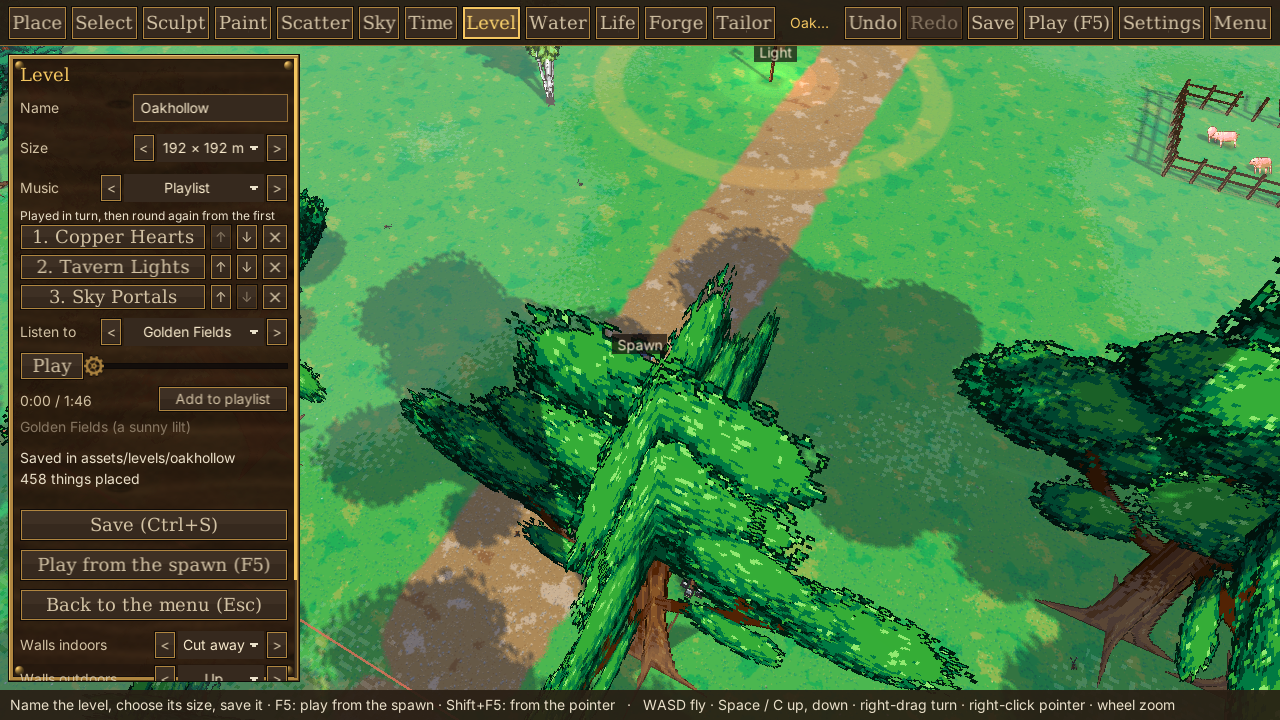 Place Select Sculpt Paint Scatter Sky Time Level Water Life Forge Tailor Oak... Undo Redo Save Play (F5) Settings Menu
Light
Level
Name Oakhollow
Size < 192 × 192 m >
Music < Playlist >
Played in turn, then round again from the first
1. Copper Hearts ↑ ↓ ✕
2. Tavern Lights ↑ ↓ ✕
3. Sky Portals ↑ ↓ ✕
Listen to < Golden Fields >
Spawn
Play
0:00 / 1:46 Add to playlist
Golden Fields (a sunny lilt)
Saved in assets/levels/oakhollow
458 things placed
Save (Ctrl+S)
Play from the spawn (F5)
Back to the menu (Esc)
Walls indoors < Cut away >
Walls outdoors < Up >
Name the level, choose its size, save it · F5: play from the spawn · Shift+F5: from the pointer · WASD fly · Space / C up, down · right-drag turn · right-click pointer · wheel zoom